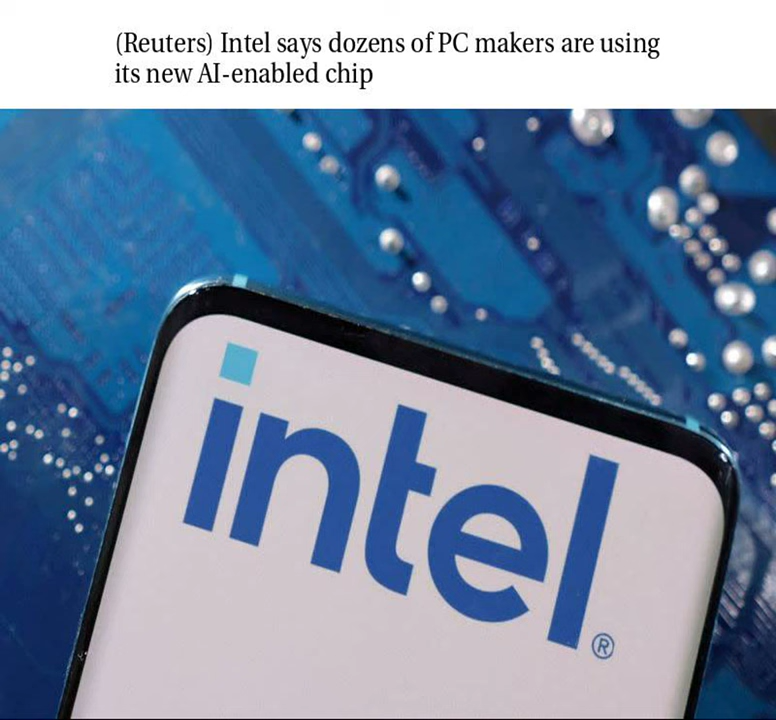 (Reuters) Intel says dozens of PC makers are using
its new AI-enabled chip
intel
®